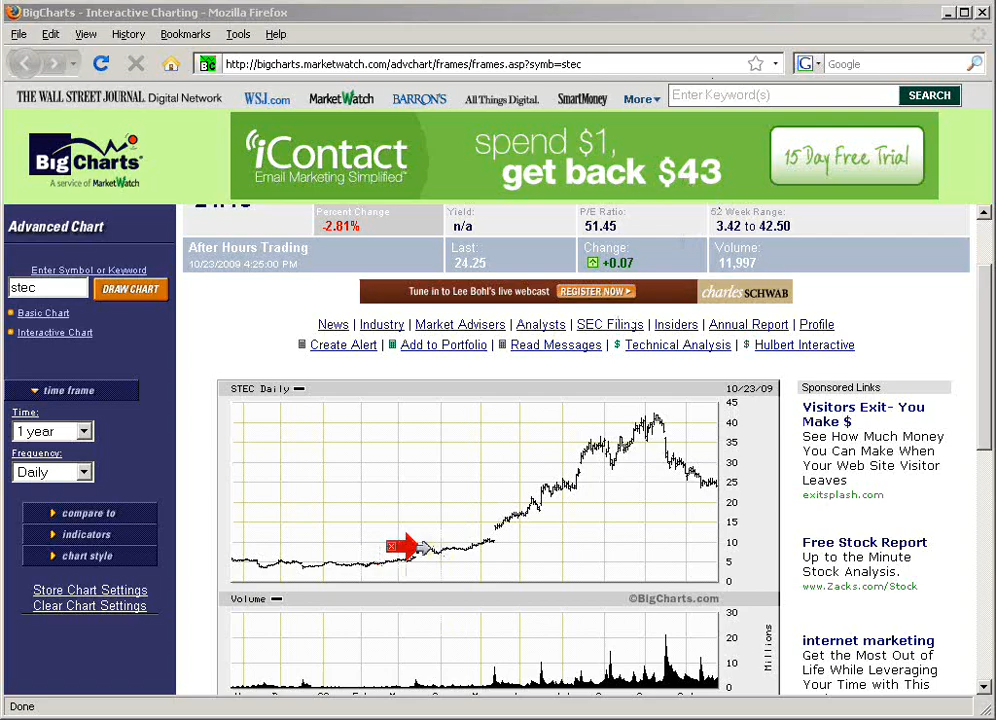 BigCharts - Interactive Charting - Mozilla Firefox
File Edit View History Bookmarks Tools Help
http://bigcharts.marketwatch.com/advchart/frames/frames.asp?symb=stec
Google
THE WALL STREET JOURNAL. Digital Network WSJ.com MarketWatch BARRON'S All Things Digital. SmartMoney More Enter Keyword(s) SEARCH
BigCharts
A service of MarketWatch
iContact
Email Marketing Simplified
spend $1,
get back $43
15 Day Free Trial
Advanced Chart
Enter Symbol or Keyword
stec DRAW CHART
Basic Chart
Interactive Chart
time frame
Time:
1 year
Frequency:
Daily
compare to
indicators
chart style
Store Chart Settings
Clear Chart Settings
Percent Change Yield: P/E Ratio: 52 Week Range:
-2.81% n/a 51.45 3.42 to 42.50
After Hours Trading Last: Change: Volume:
10/23/2009 4:25:00 PM 24.25 +0.07 11,997
Tune in to Lee Bohl's live webcast REGISTER NOW charles SCHWAB
News | Industry | Market Advisers | Analysts | SEC Filings | Insiders | Annual Report | Profile
Create Alert | Add to Portfolio | Read Messages | $ Technical Analysis | $ Hulbert Interactive
STEC Daily 10/23/09
45
40
35
30
25
20
15
10
5
0
Volume ©BigCharts.com
30
20
10
0
Millions
Sponsored Links
Visitors Exit- You
Make $
See How Much Money
You Can Make When
Your Web Site Visitor
Leaves
exitsplash.com
Free Stock Report
Up to the Minute
Stock Analysis.
www.Zacks.com/Stock
internet marketing
Get the Most Out of
Life While Leveraging
Your Time with This
Done